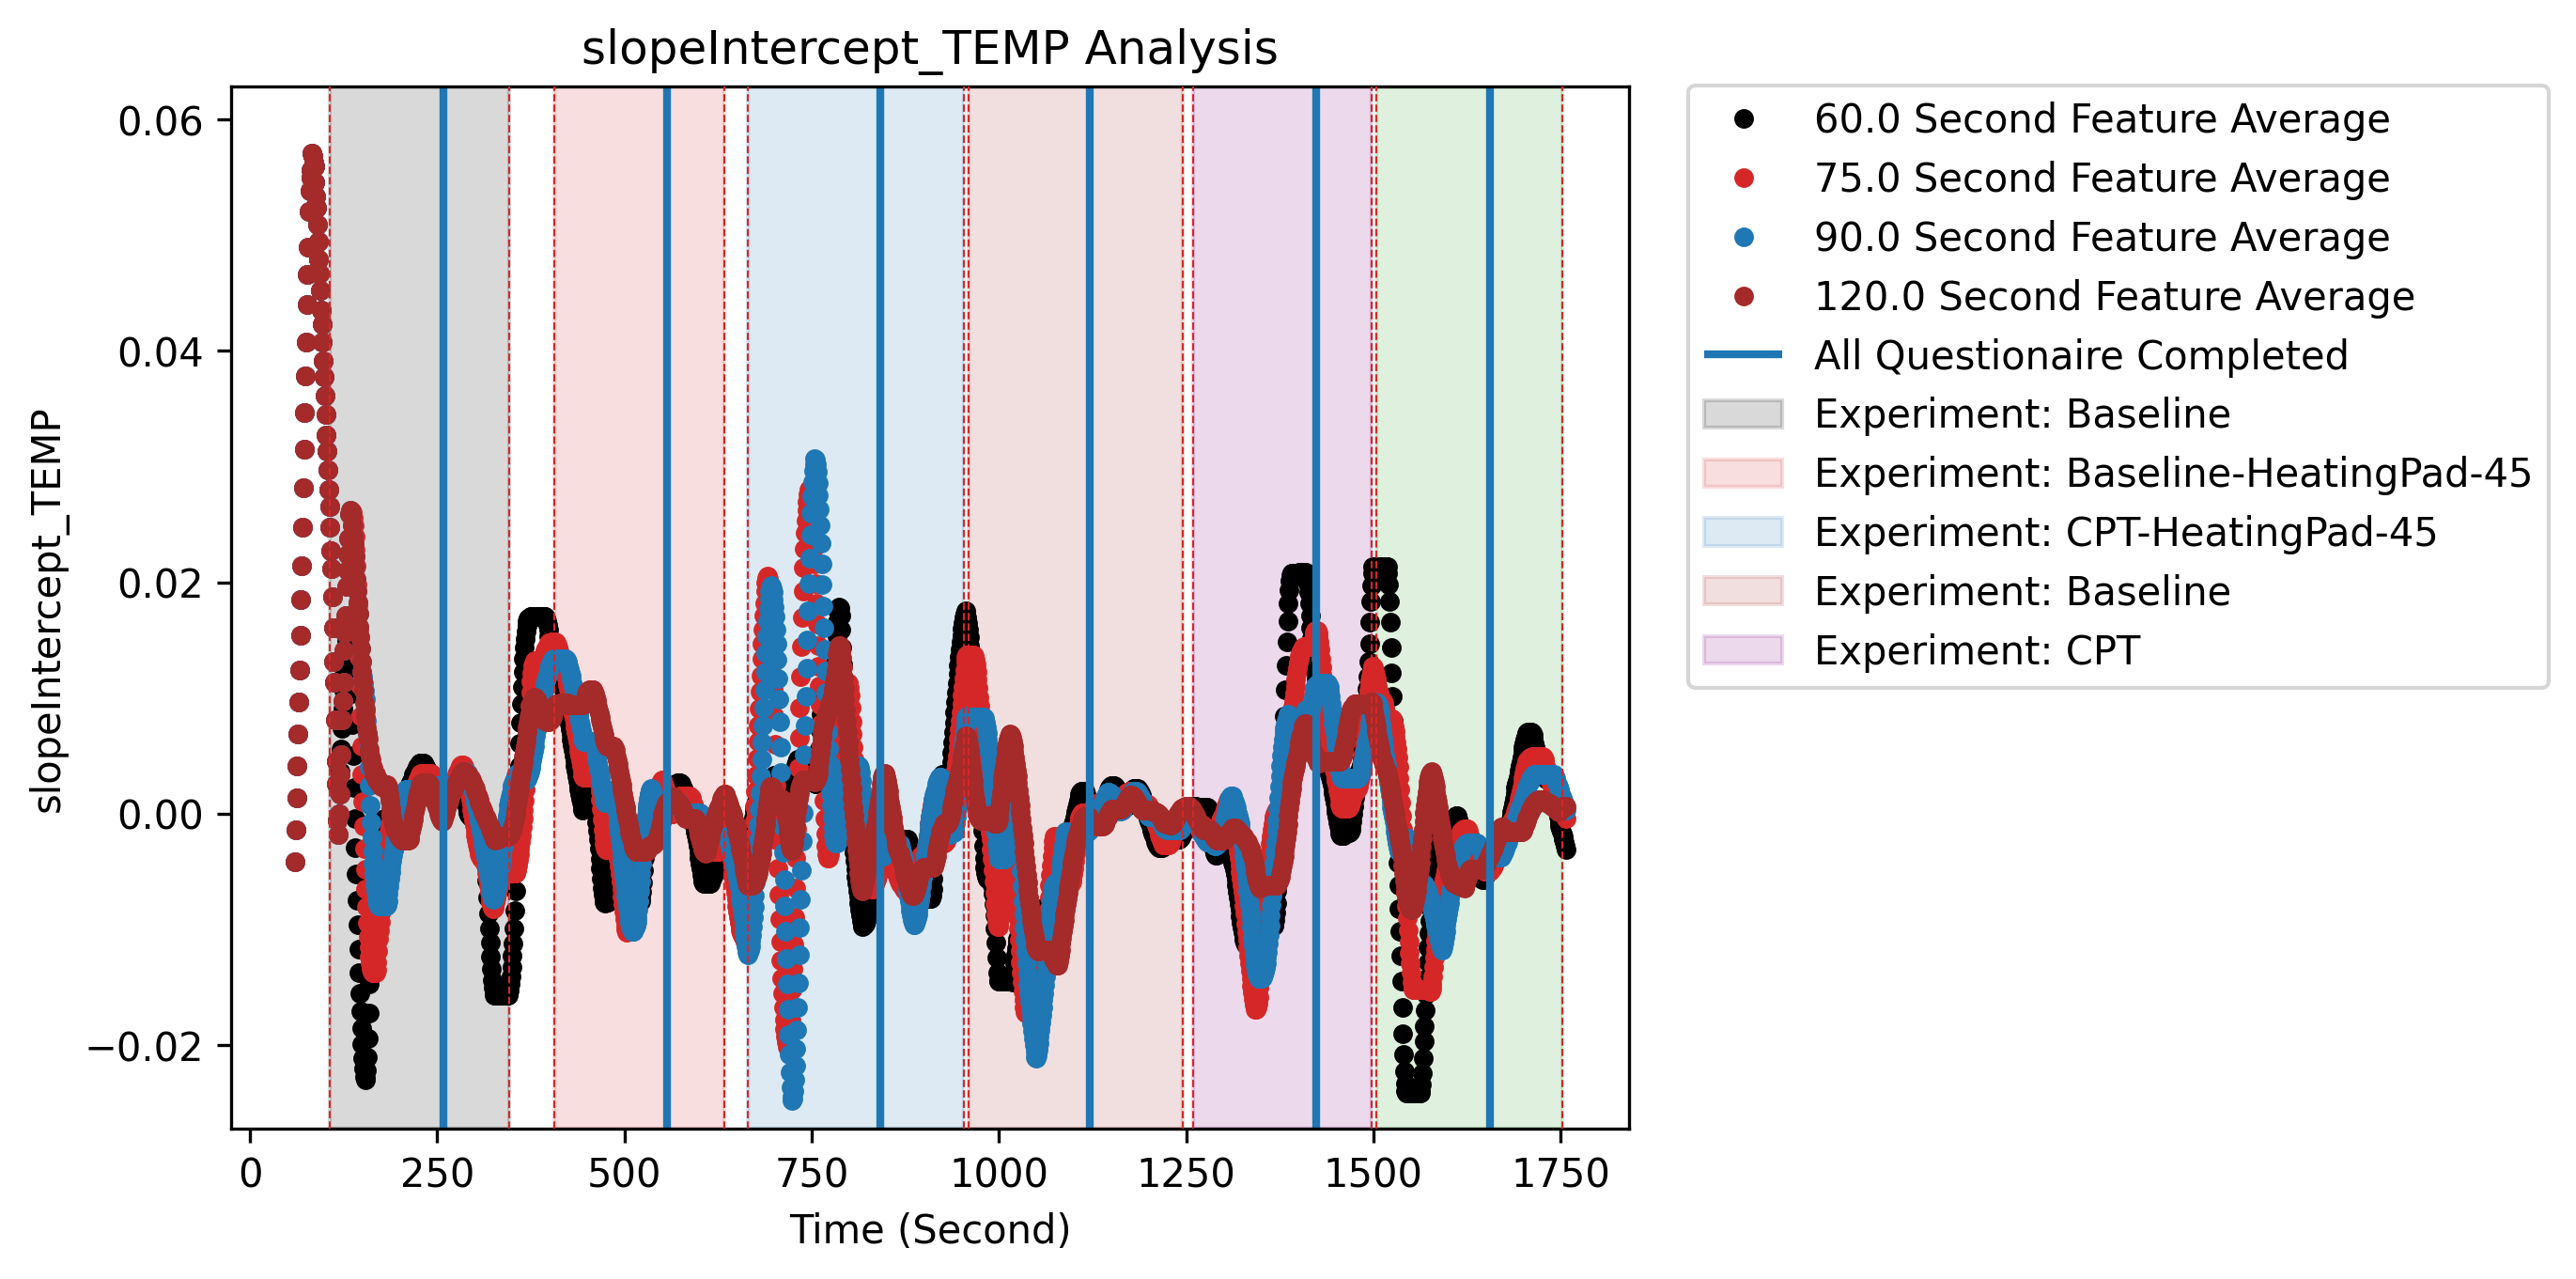 slopeIntercept_TEMP Analysis
slopeIntercept_TEMP
0.06
0.04
0.02
0.00
−0.02
0 250 500 750 1000 1250 1500 1750
Time (Second)
60.0 Second Feature Average
75.0 Second Feature Average
90.0 Second Feature Average
120.0 Second Feature Average
All Questionaire Completed
Experiment: Baseline
Experiment: Baseline-HeatingPad-45
Experiment: CPT-HeatingPad-45
Experiment: Baseline
Experiment: CPT